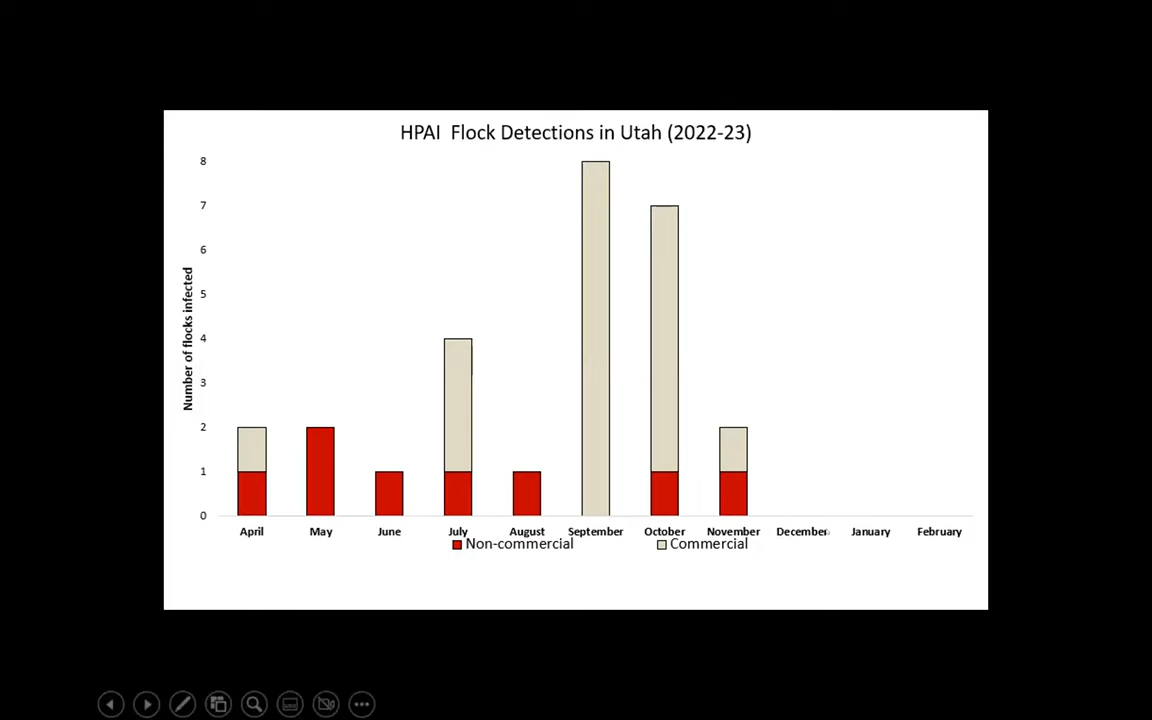 HPAI  Flock Detections in Utah (2022-23)
Number of flocks infected
8
7
6
5
4
3
2
1
0
April May June July August September October November December January February
Non-commercial Commercial